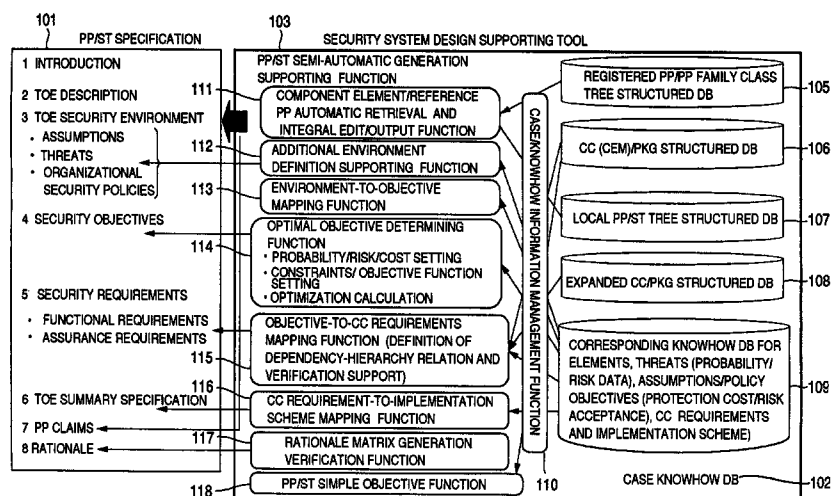 101
PP/ST SPECIFICATION
1 INTRODUCTION
2 TOE DESCRIPTION
3 TOE SECURITY ENVIRONMENT
• ASSUMPTIONS
• THREATS
• ORGANIZATIONAL
SECURITY POLICIES
4 SECURITY OBJECTIVES
5 SECURITY REQUIREMENTS
• FUNCTIONAL REQUIREMENTS
• ASSURANCE REQUIREMENTS
6 TOE SUMMARY SPECIFICATION
7 PP CLAIMS
8 RATIONALE
103
SECURITY SYSTEM DESIGN SUPPORTING TOOL
PP/ST SEMI-AUTOMATIC GENERATION
SUPPORTING FUNCTION
111
COMPONENT ELEMENT/REFERENCE
PP AUTOMATIC RETRIEVAL AND
INTEGRAL EDIT/OUTPUT FUNCTION
112
ADDITIONAL ENVIRONMENT
DEFINITION SUPPORTING FUNCTION
113
ENVIRONMENT-TO-OBJECTIVE
MAPPING FUNCTION
114
OPTIMAL OBJECTIVE DETERMINING
FUNCTION
• PROBABILITY/RISK/COST SETTING
• CONSTRAINTS/ OBJECTIVE FUNCTION
SETTING
• OPTIMIZATION CALCULATION
115
OBJECTIVE-TO-CC REQUIREMENTS
MAPPING FUNCTION (DEFINITION OF
DEPENDENCY-HIERARCHY RELATION AND
VERIFICATION SUPPORT)
116
CC REQUIREMENT-TO-IMPLEMENTATION
SCHEME MAPPING FUNCTION
117
RATIONALE MATRIX GENERATION
VERIFICATION FUNCTION
118
PP/ST SIMPLE OBJECTIVE FUNCTION
CASE/KNOWHOW INFORMATION MANAGEMENT FUNCTION
110
REGISTERED PP/PP FAMILY CLASS
TREE STRUCTURED DB
105
CC (CEM)/PKG STRUCTURED DB
106
LOCAL PP/ST TREE STRUCTURED DB
107
EXPANDED CC/PKG STRUCTURED DB
108
CORRESPONDING KNOWHOW DB FOR
ELEMENTS, THREATS (PROBABILITY/
RISK DATA), ASSUMPTIONS/POLICY
OBJECTIVES (PROTECTION COST/RISK
ACCEPTANCE), CC REQUIREMENTS
AND IMPLEMENTATION SCHEME)
109
CASE KNOWHOW DB
102